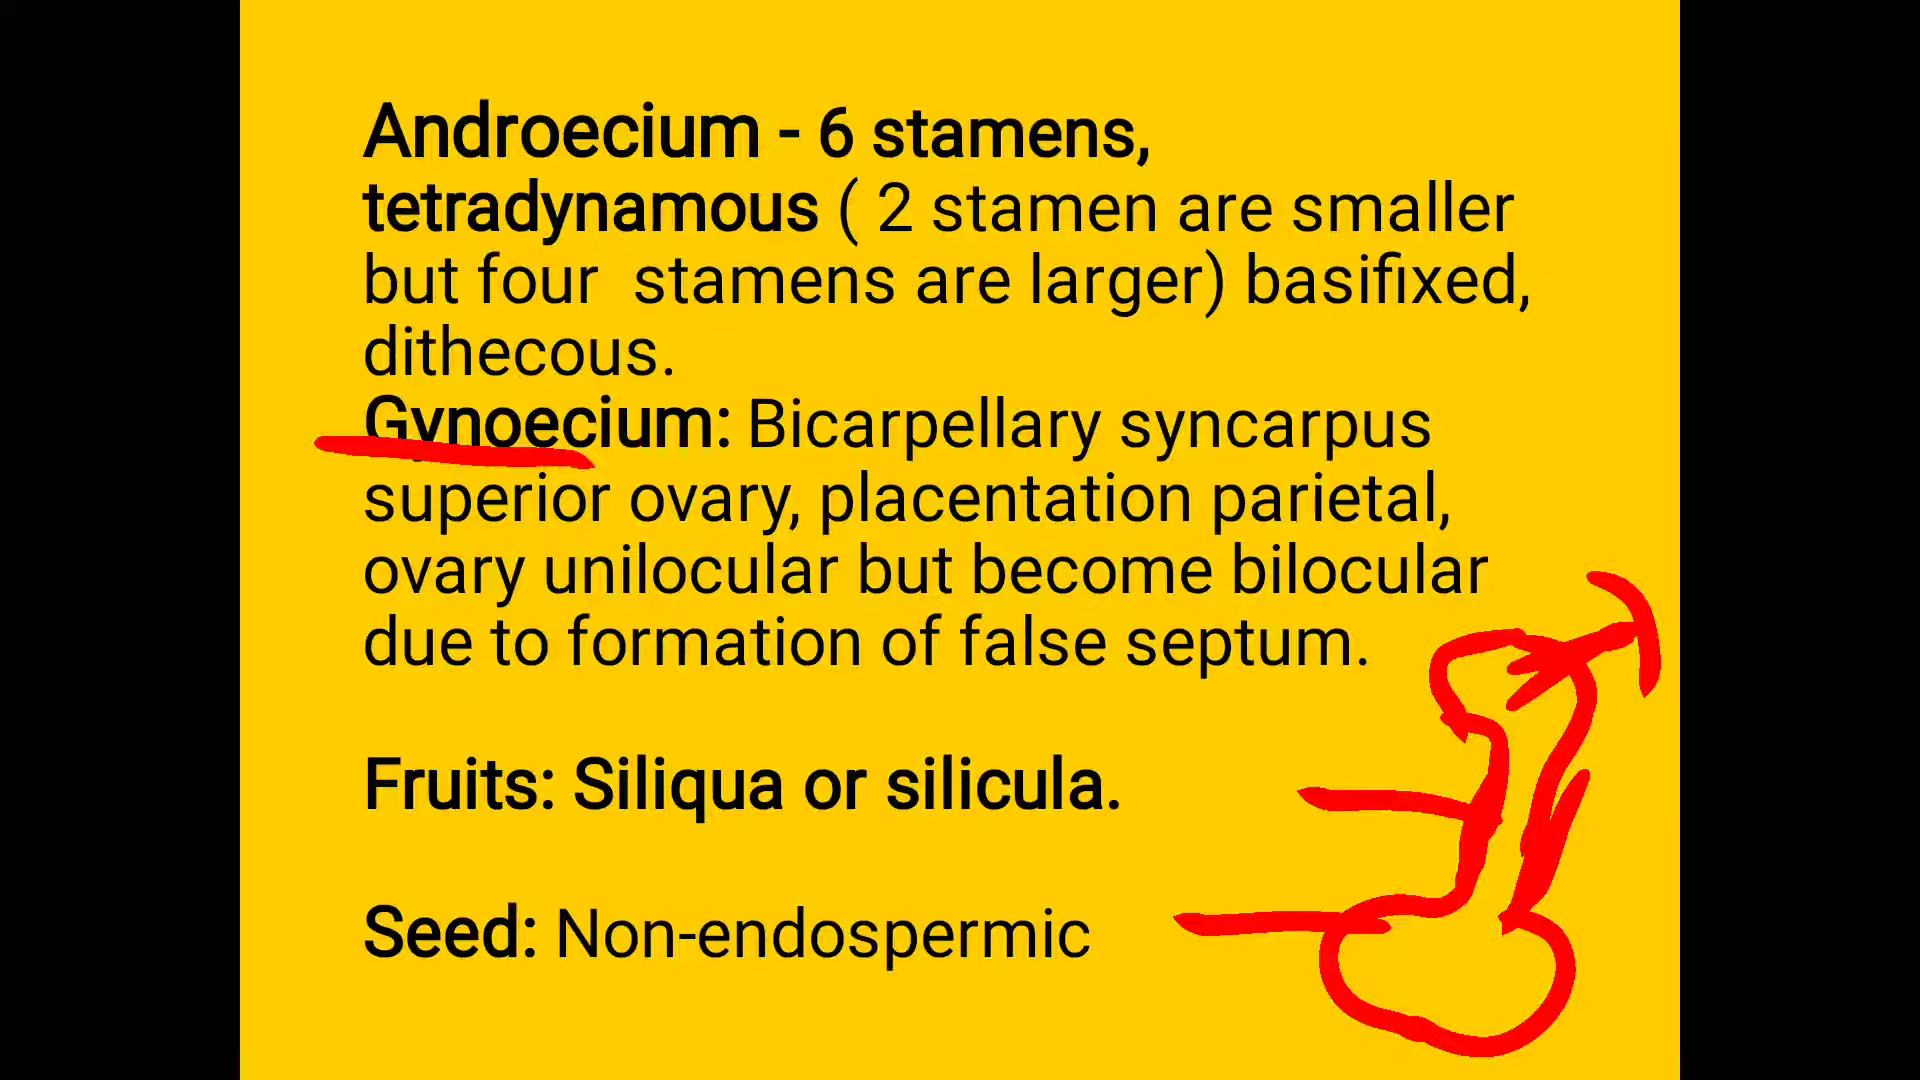 Androecium - 6 stamens,
tetradynamous ( 2 stamen are smaller
but four stamens are larger) basifixed,
dithecous.
Gynoecium: Bicarpellary syncarpus
superior ovary, placentation parietal,
ovary unilocular but become bilocular
due to formation of false septum.
Fruits: Siliqua or silicula.
Seed: Non-endospermic